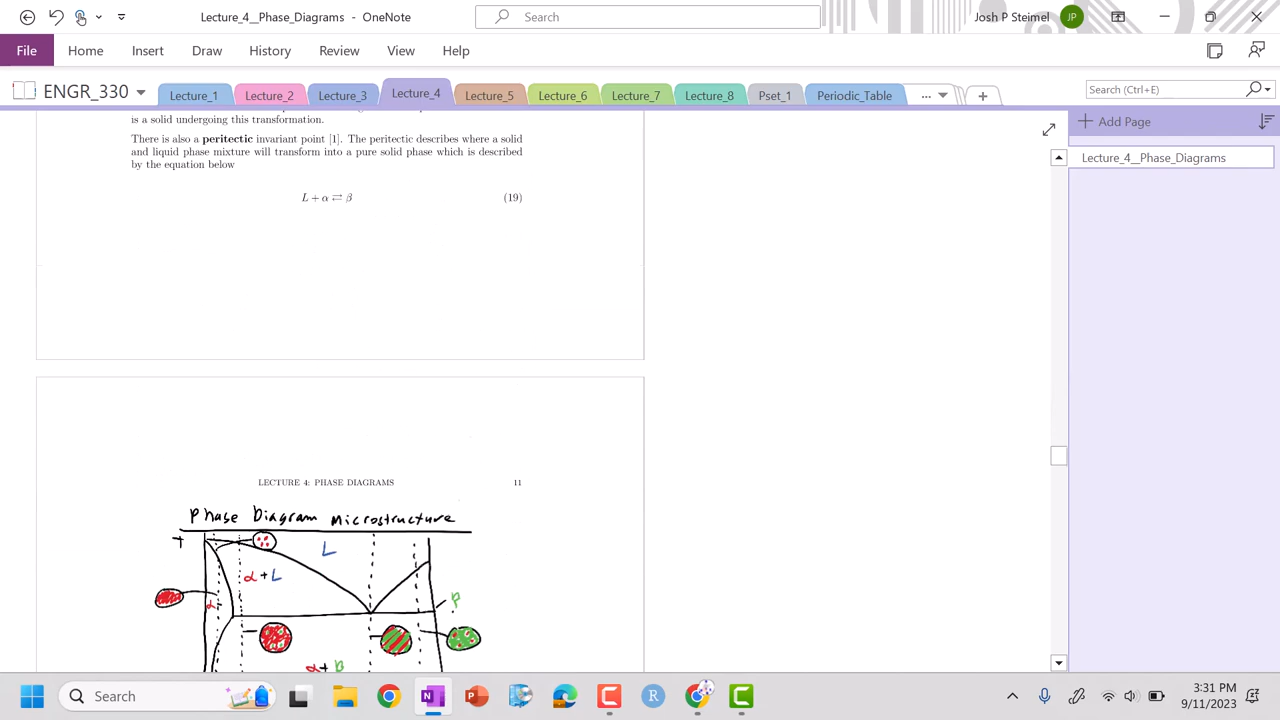 Lecture_4__Phase_Diagrams - OneNote
Search
Josh P Steimel
JP
File
Home
Insert
Draw
History
Review
View
Help
ENGR_330
Lecture_1
Lecture_2
Lecture_3
Lecture_4
Lecture_5
Lecture_6
Lecture_7
Lecture_8
Pset_1
Periodic_Table
...
Search (Ctrl+E)
Add Page
Lecture_4__Phase_Diagrams
is a solid undergoing this transformation.
There is also a peritectic invariant point [1]. The peritectic describes where a solid
and liquid phase mixture will transform into a pure solid phase which is described
by the equation below
L + α ⇄ β (19)
LECTURE 4: PHASE DIAGRAMS 11
Phase Diagram Microstructure
T
L
α + L
α
β
α + β
Search
3:31 PM
9/11/2023